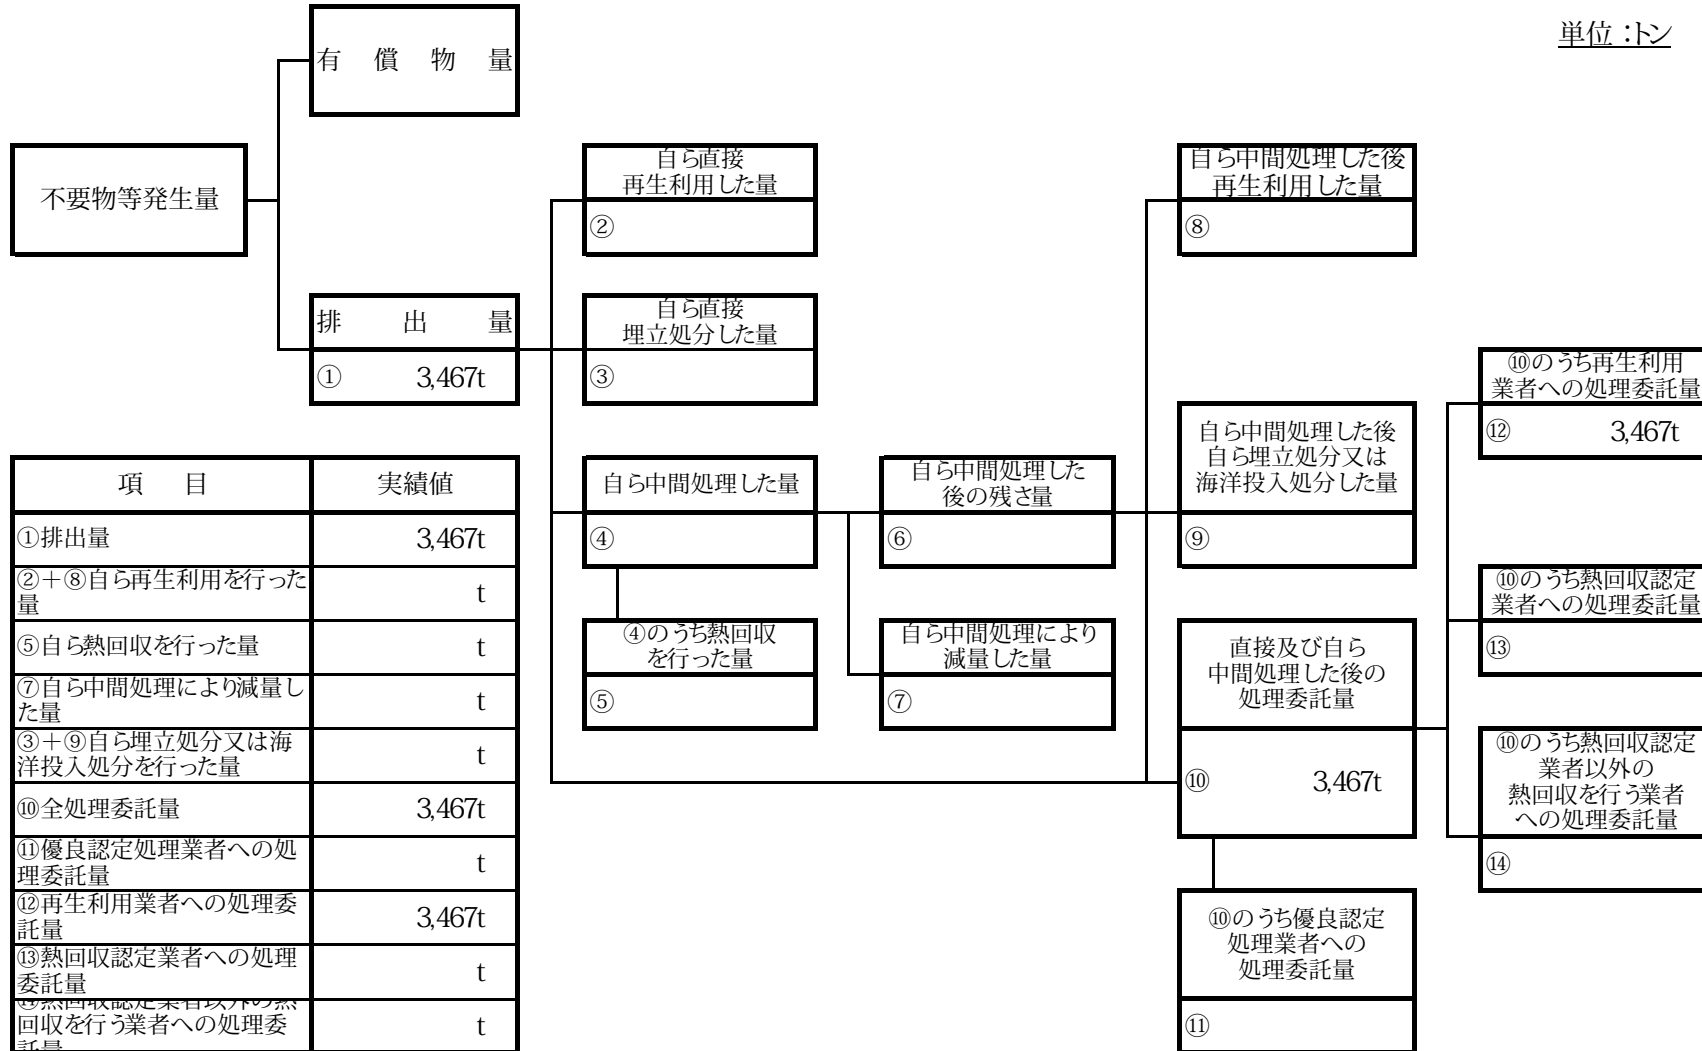 単位：トン
有償物量
不要物等発生量
排出量
① 3,467t
自ら直接
再生利用した量
②
自ら直接
埋立処分した量
③
自ら中間処理した量
④
④のうち熱回収
を行った量
⑤
自ら中間処理した
後の残さ量
⑥
自ら中間処理により
減量した量
⑦
自ら中間処理した後
再生利用した量
⑧
自ら中間処理した後
自ら埋立処分又は
海洋投入処分した量
⑨
直接及び自ら
中間処理した後の
処理委託量
⑩ 3,467t
⑩のうち優良認定
処理業者への
処理委託量
⑪
⑩のうち再生利用
業者への処理委託量
⑫ 3,467t
⑩のうち熱回収認定
業者への処理委託量
⑬
⑩のうち熱回収認定
業者以外の
熱回収を行う業者
への処理委託量
⑭
項目 実績値
①排出量 3,467t
②＋⑧自ら再生利用を行った
量 t
⑤自ら熱回収を行った量 t
⑦自ら中間処理により減量し
た量 t
③＋⑨自ら埋立処分又は海
洋投入処分を行った量 t
⑩全処理委託量 3,467t
⑪優良認定処理業者への処
理委託量 t
⑫再生利用業者への処理委
託量 3,467t
⑬熱回収認定業者への処理
委託量 t
⑭熱回収認定業者以外の熱
回収を行う業者への処理委
託量 t